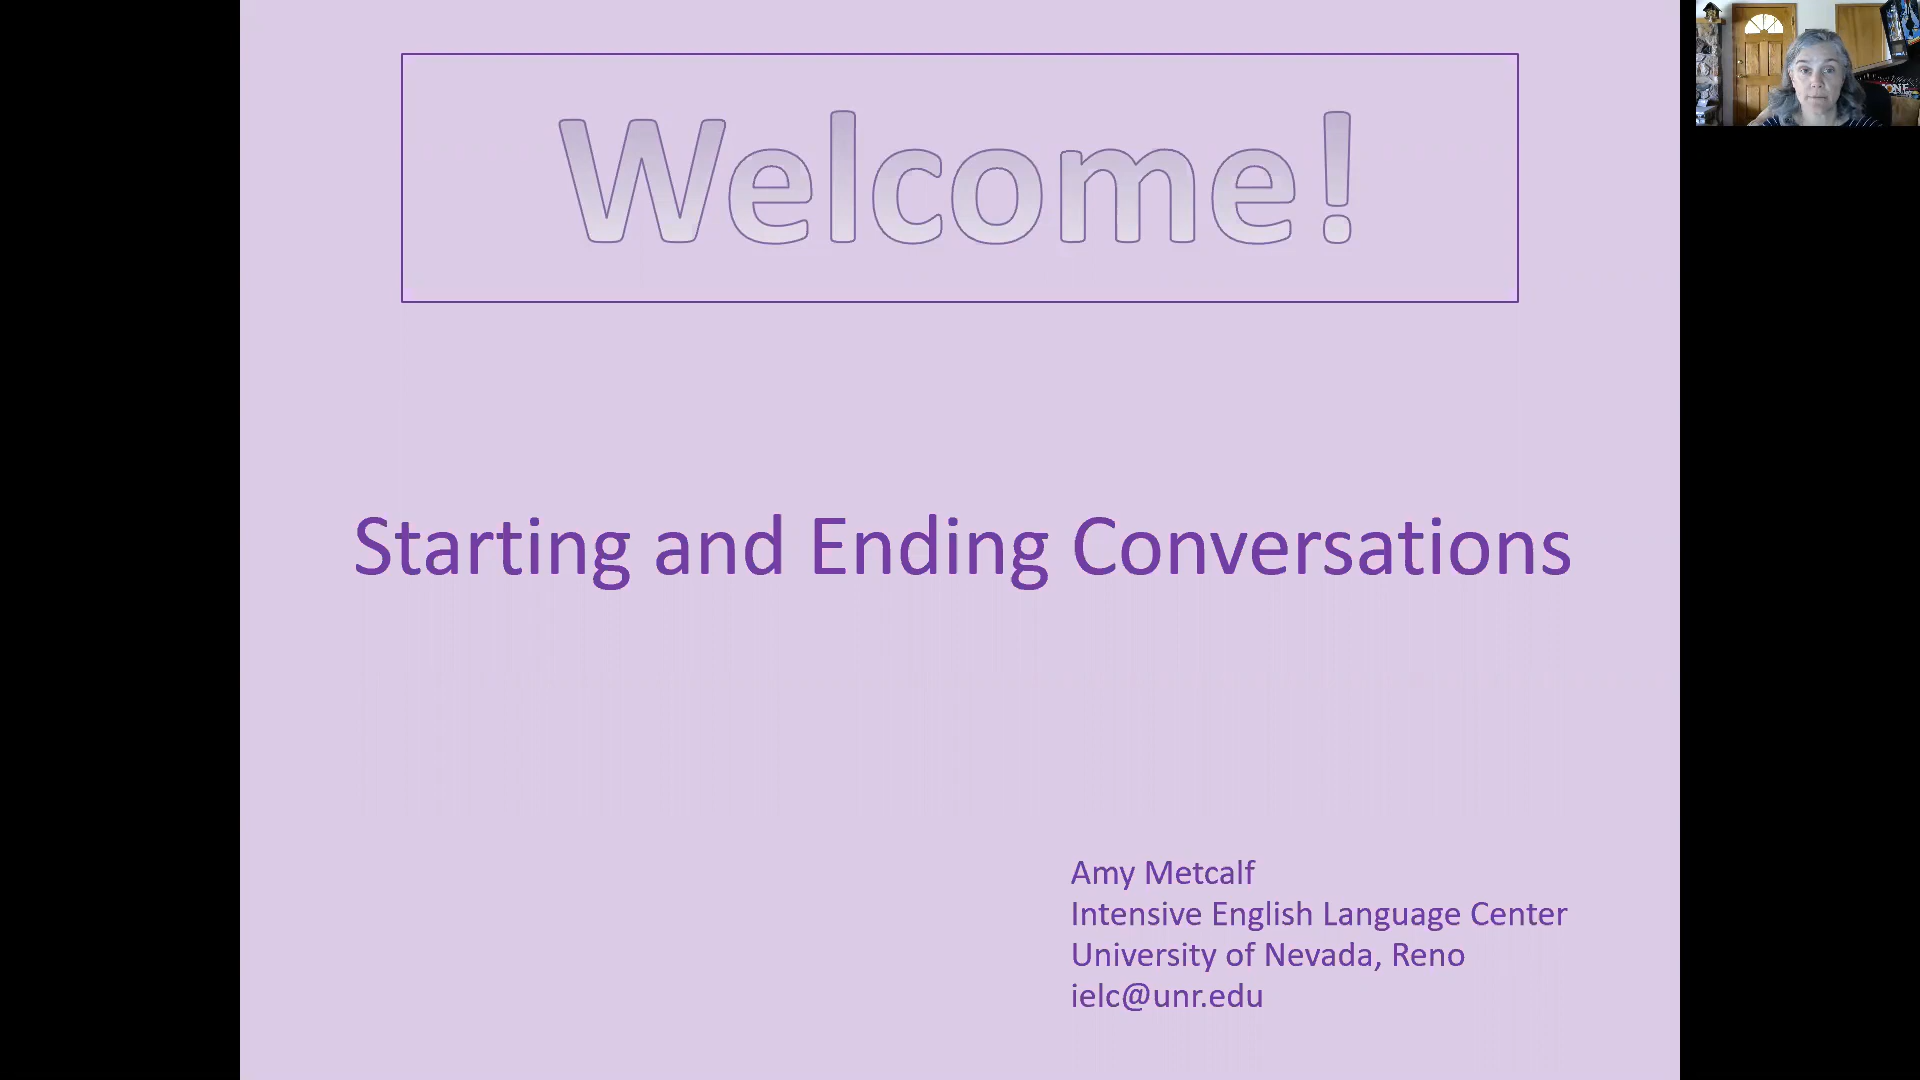 Welcome!
Starting and Ending Conversations
Amy Metcalf
Intensive English Language Center
University of Nevada, Reno
ielc@unr.edu